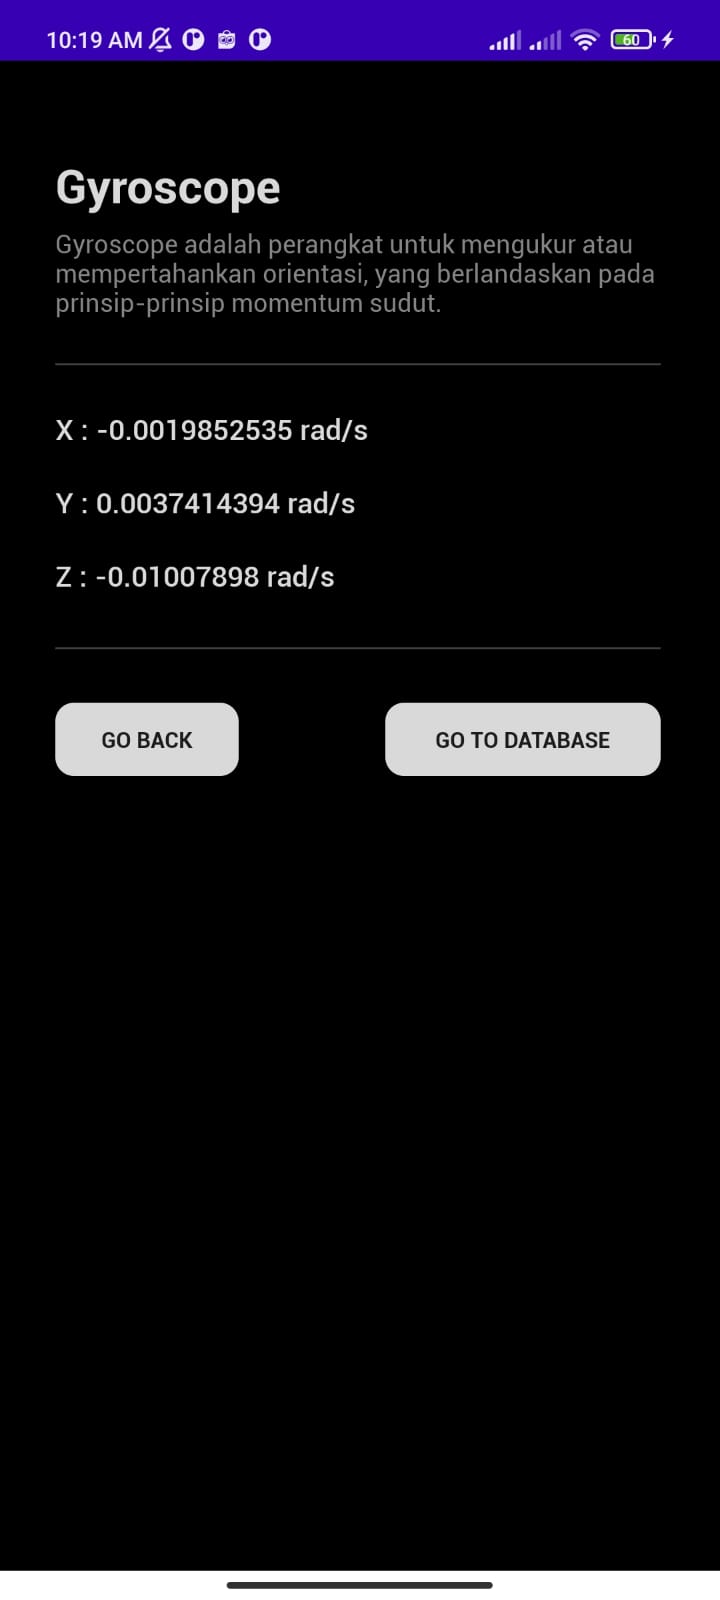 10:19 AM
60
Gyroscope
Gyroscope adalah perangkat untuk mengukur atau
mempertahankan orientasi, yang berlandaskan pada
prinsip-prinsip momentum sudut.
X : -0.0019852535 rad/s
Y : 0.0037414394 rad/s
Z : -0.01007898 rad/s
GO BACK
GO TO DATABASE